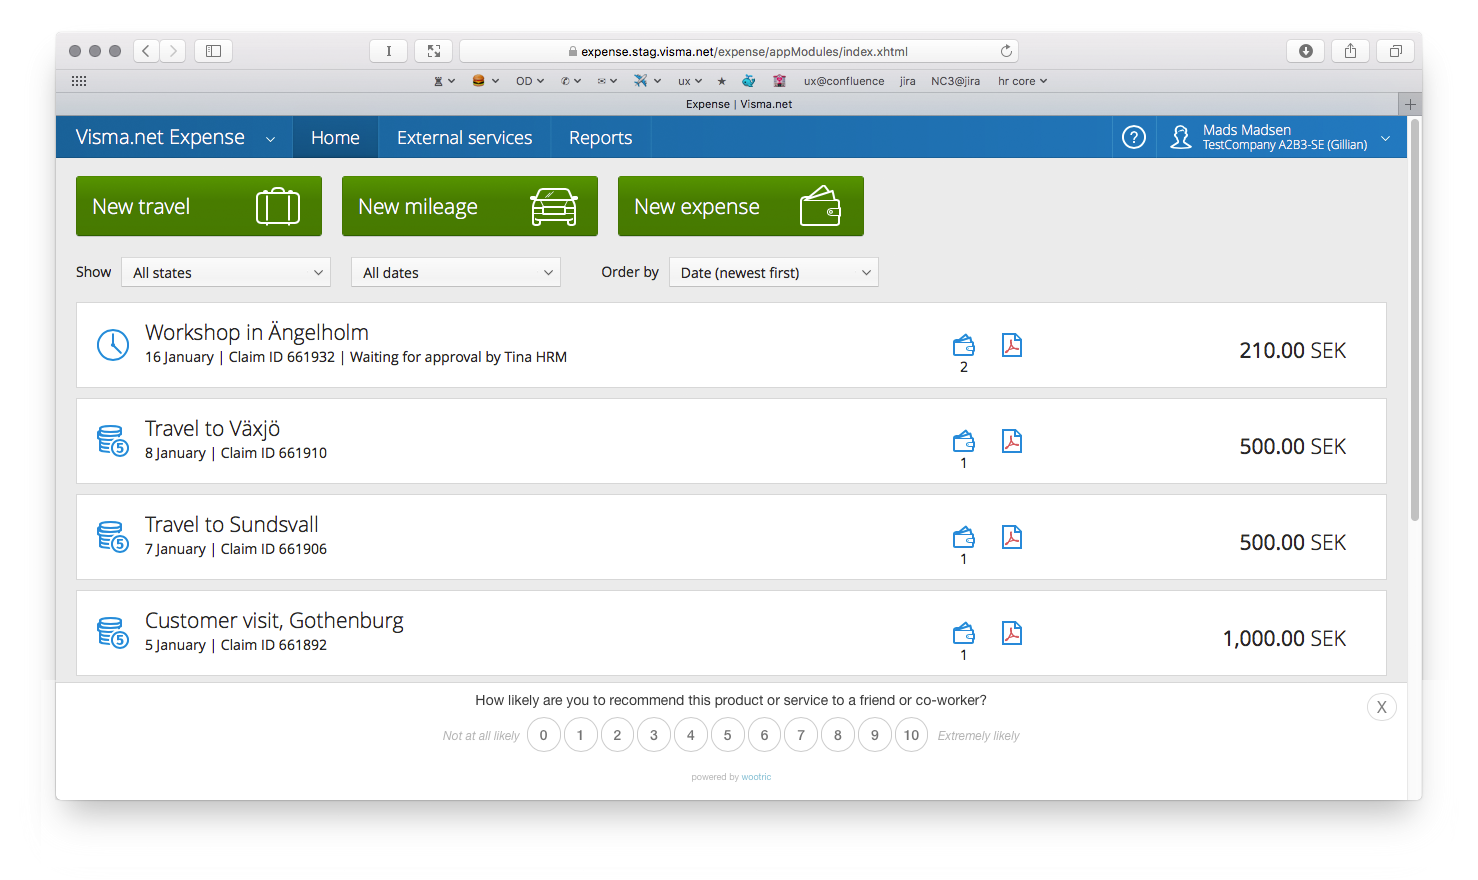 expense.stag.visma.net/expense/appModules/index.xhtml
OD ux ux@confluence jira NC3@jira hr core
Expense | Visma.net
Visma.net Expense Home External services Reports ? Mads Madsen
TestCompany A2B3-SE (Gillian)
New travel New mileage New expense
Show All states All dates Order by Date (newest first)
Workshop in Ängelholm
16 January | Claim ID 661932 | Waiting for approval by Tina HRM
2
210.00 SEK
Travel to Växjö
8 January | Claim ID 661910
5
1
500.00 SEK
Travel to Sundsvall
7 January | Claim ID 661906
5
1
500.00 SEK
Customer visit, Gothenburg
5 January | Claim ID 661892
5
1
1,000.00 SEK
How likely are you to recommend this product or service to a friend or co-worker?
X
Not at all likely 0 1 2 3 4 5 6 7 8 9 10 Extremely likely
powered by wootric